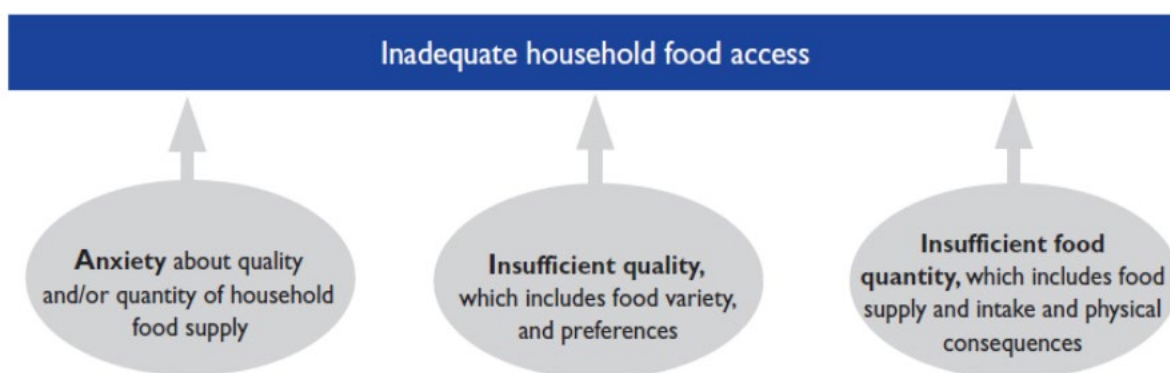 Inadequate household food access
Anxiety about quality
and/or quantity of household
food supply
Insufficient quality,
which includes food variety,
and preferences
Insufficient food
quantity, which includes food
supply and intake and physical
consequences